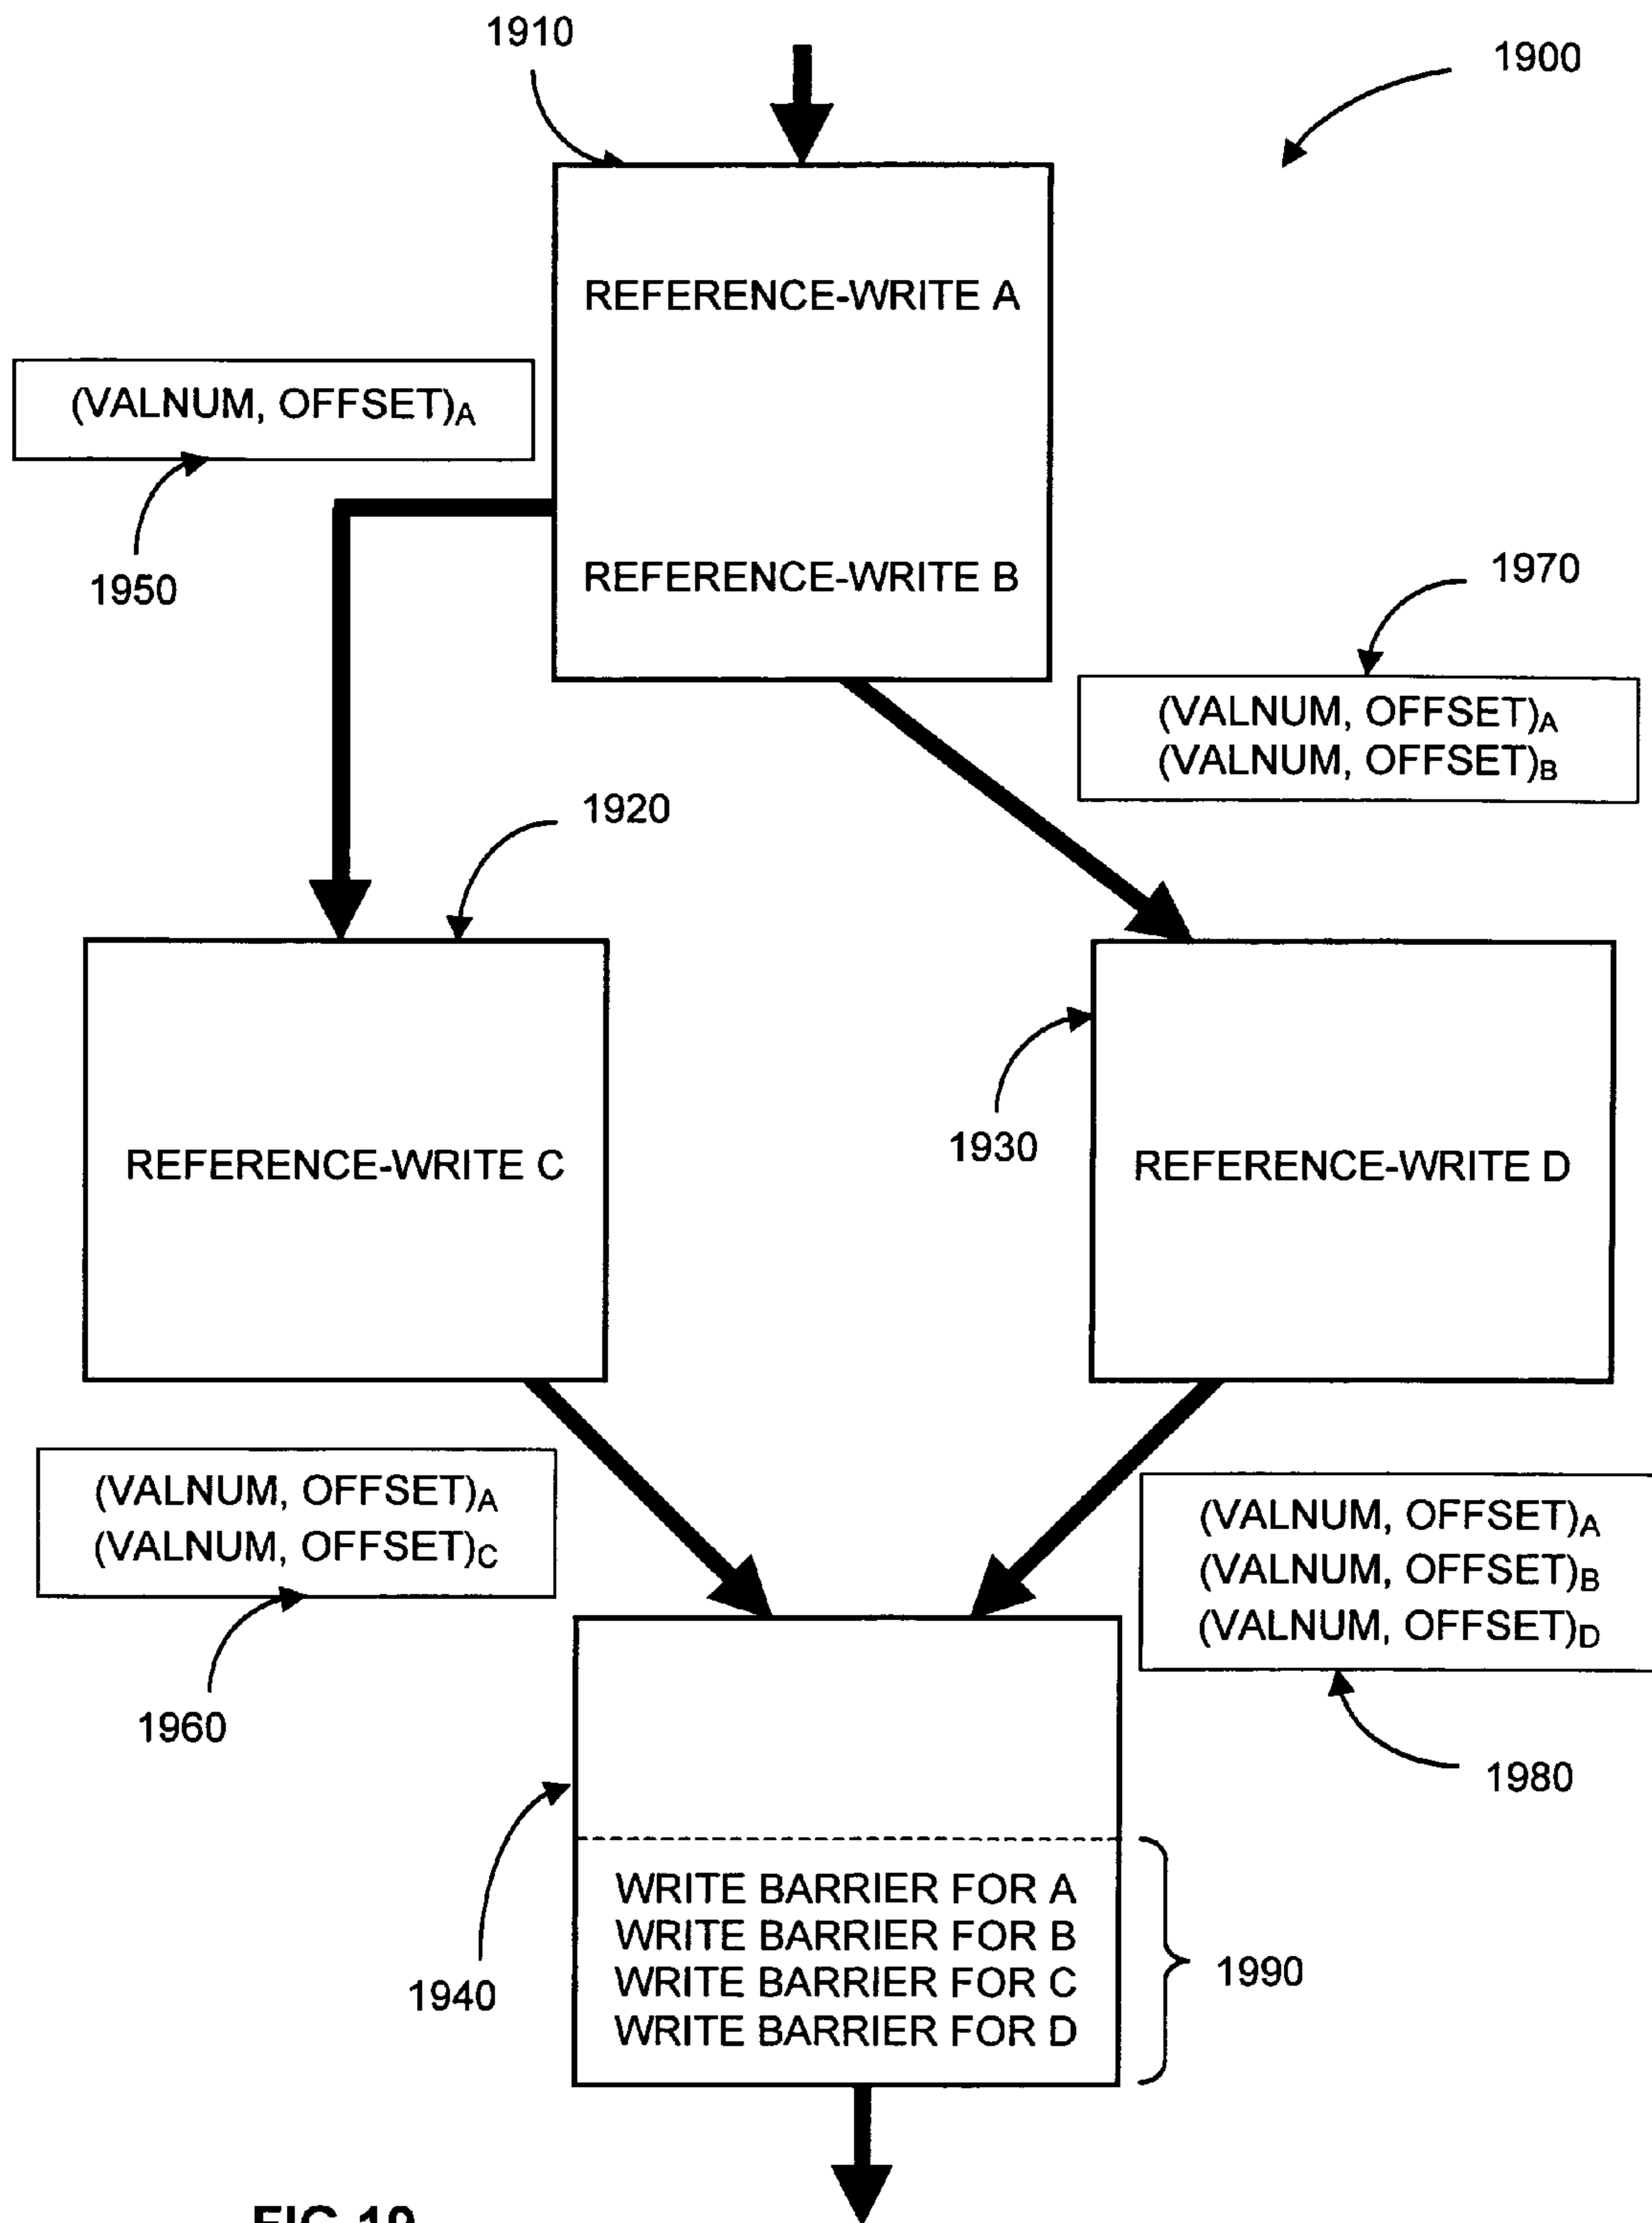 1910
1900
REFERENCE-WRITE A
(VALNUM, OFFSET)A
1950
REFERENCE-WRITE B
1970
(VALNUM, OFFSET)A
(VALNUM, OFFSET)B
1920
1930
REFERENCE-WRITE C
REFERENCE-WRITE D
(VALNUM, OFFSET)A
(VALNUM, OFFSET)C
1960
(VALNUM, OFFSET)A
(VALNUM, OFFSET)B
(VALNUM, OFFSET)D
1980
1940
WRITE BARRIER FOR A
WRITE BARRIER FOR B
WRITE BARRIER FOR C
WRITE BARRIER FOR D
1990
FIG.19